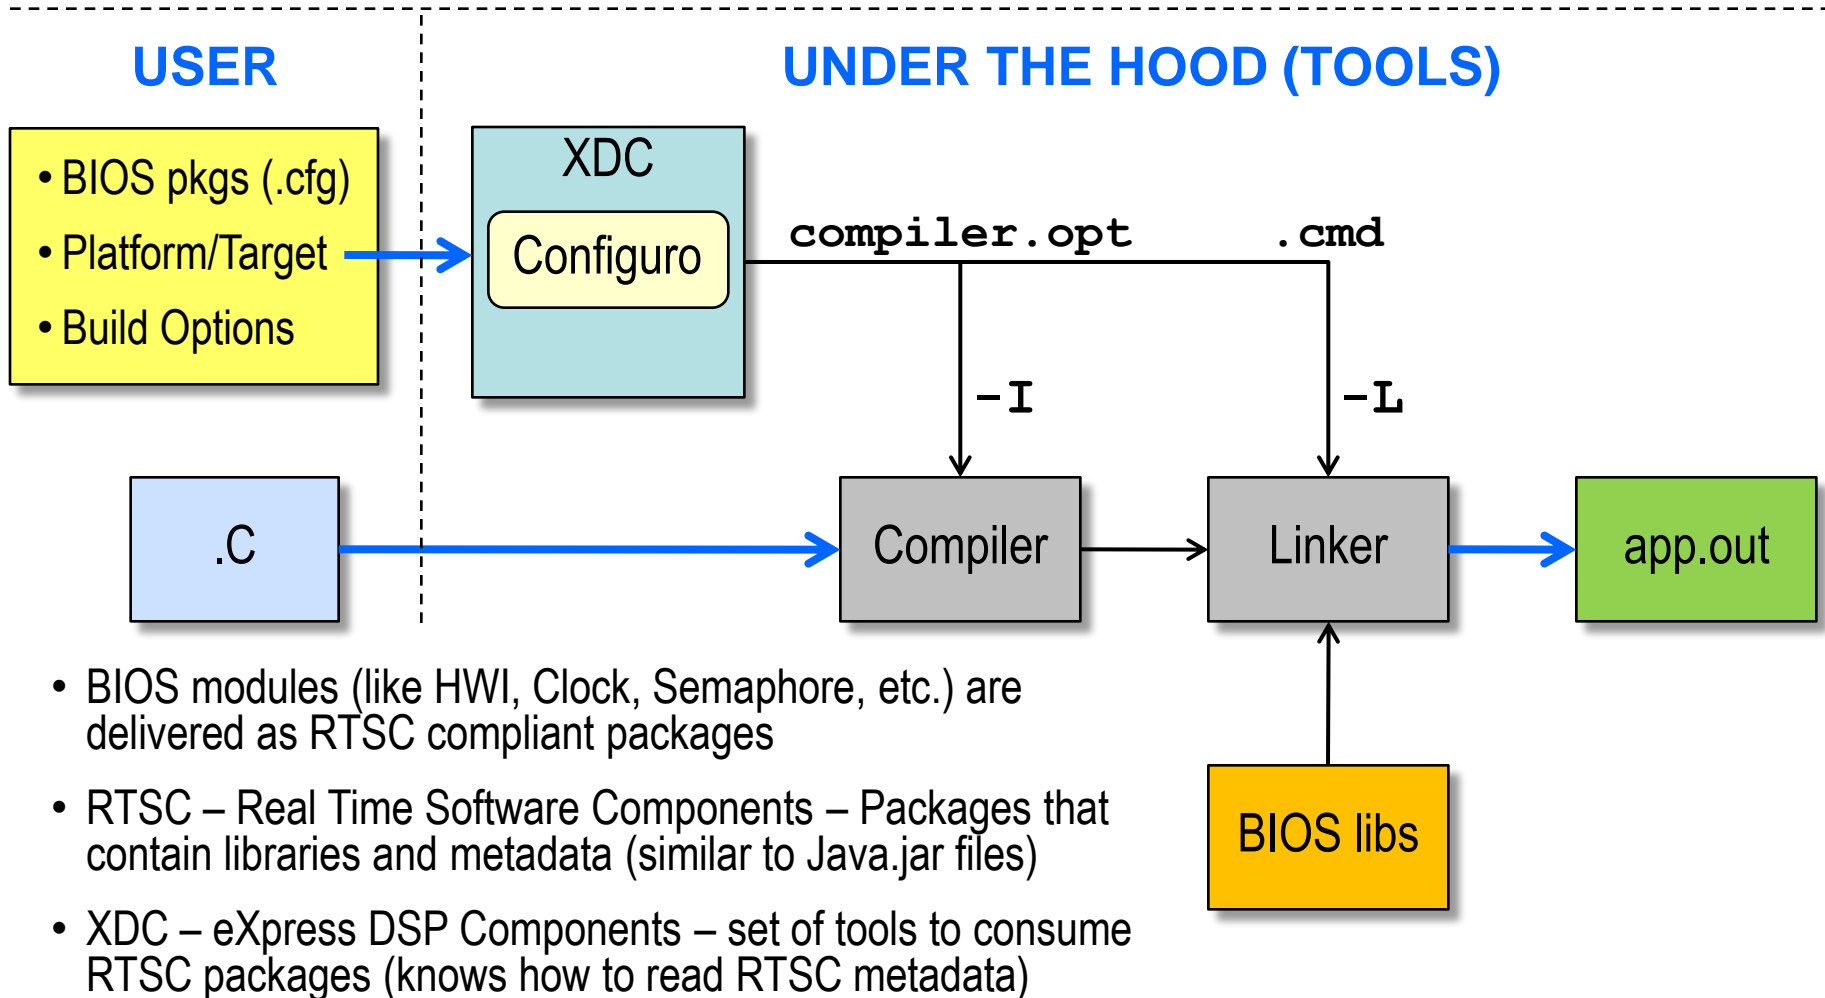 USER
UNDER THE HOOD (TOOLS)
• BIOS pkgs (.cfg)
• Platform/Target
• Build Options
XDC
Configuro
compiler.opt
.cmd
-I
-L
.C
Compiler
Linker
app.out
BIOS libs
• BIOS modules (like HWI, Clock, Semaphore, etc.) are
delivered as RTSC compliant packages
• RTSC – Real Time Software Components – Packages that
contain libraries and metadata (similar to Java.jar files)
• XDC – eXpress DSP Components – set of tools to consume
RTSC packages (knows how to read RTSC metadata)